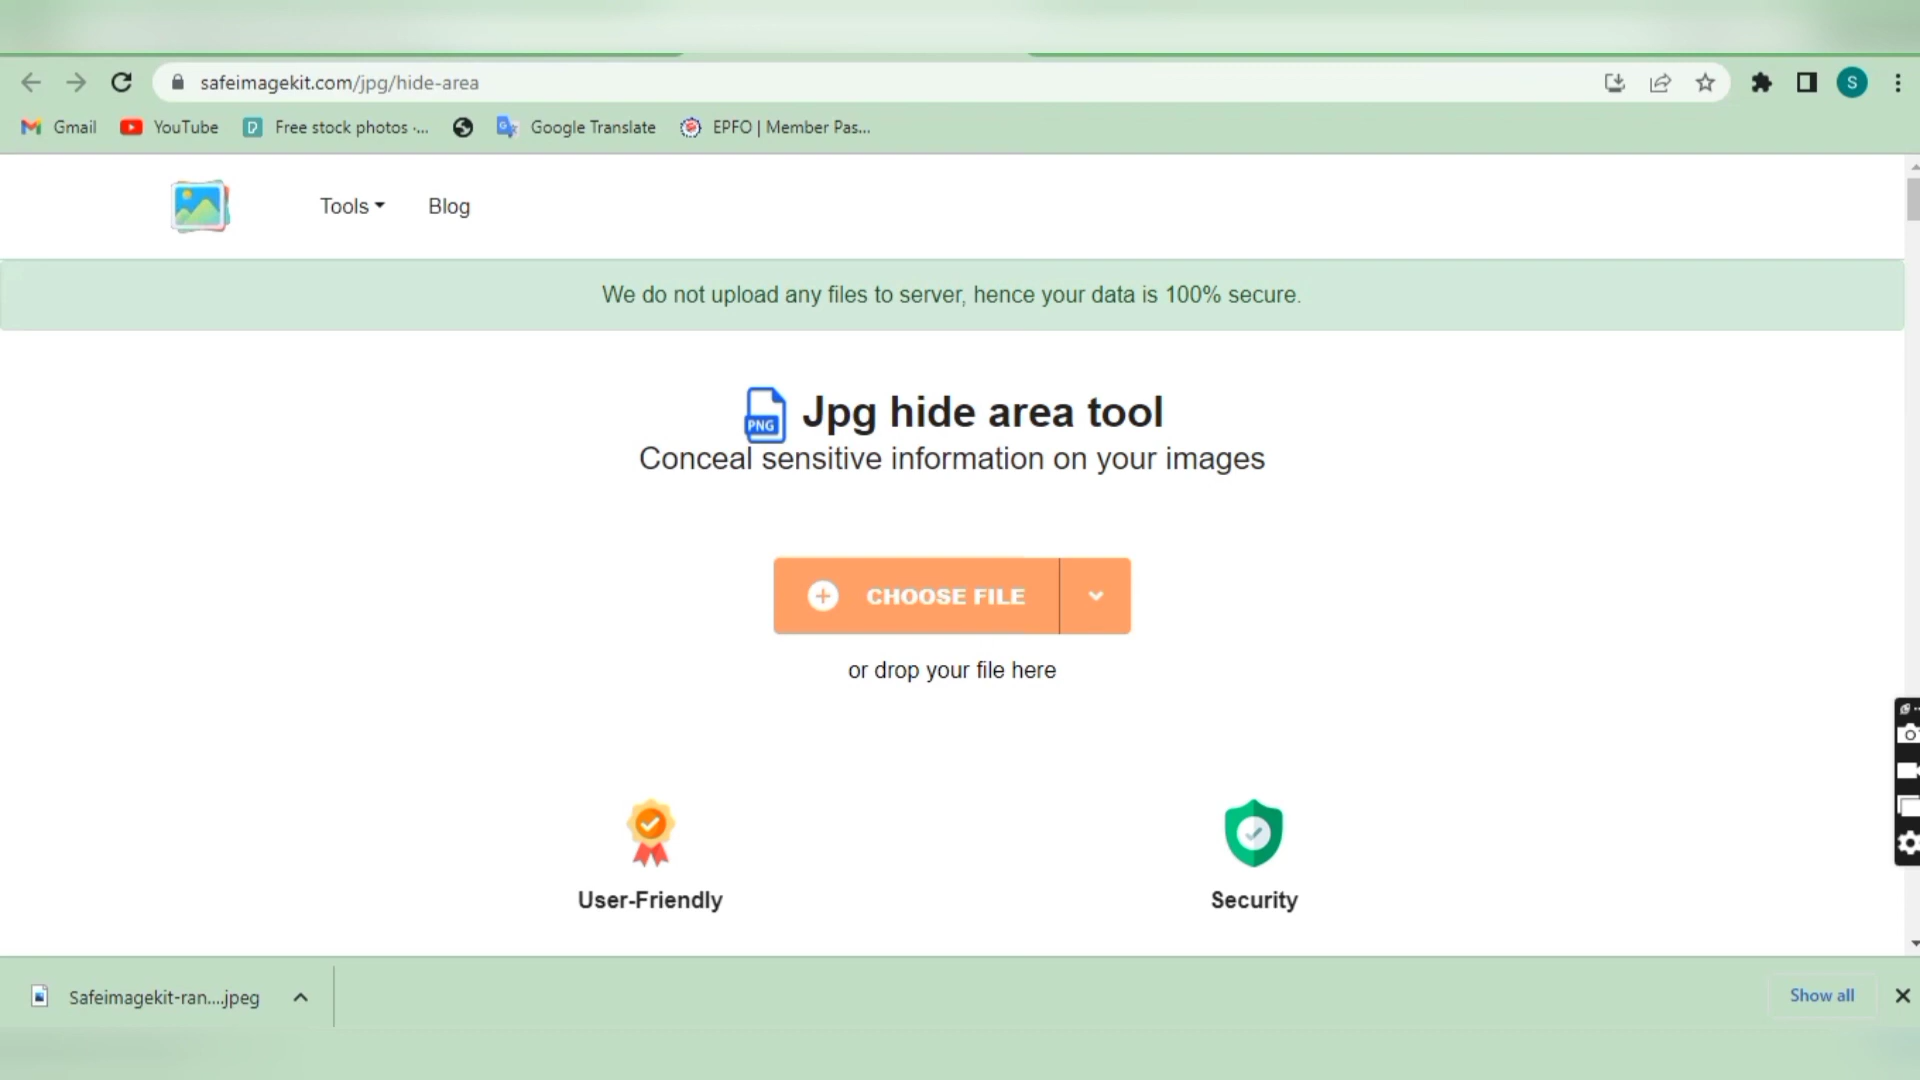 safeimagekit.com/jpg/hide-area
S
Gmail
YouTube
Free stock photos ·...
Google Translate
EPFO | Member Pas...
Tools
Blog
We do not upload any files to server, hence your data is 100% secure.
PNG
Jpg hide area tool
Conceal sensitive information on your images
CHOOSE FILE
or drop your file here
User-Friendly
Security
Safeimagekit-ran....jpeg
Show all